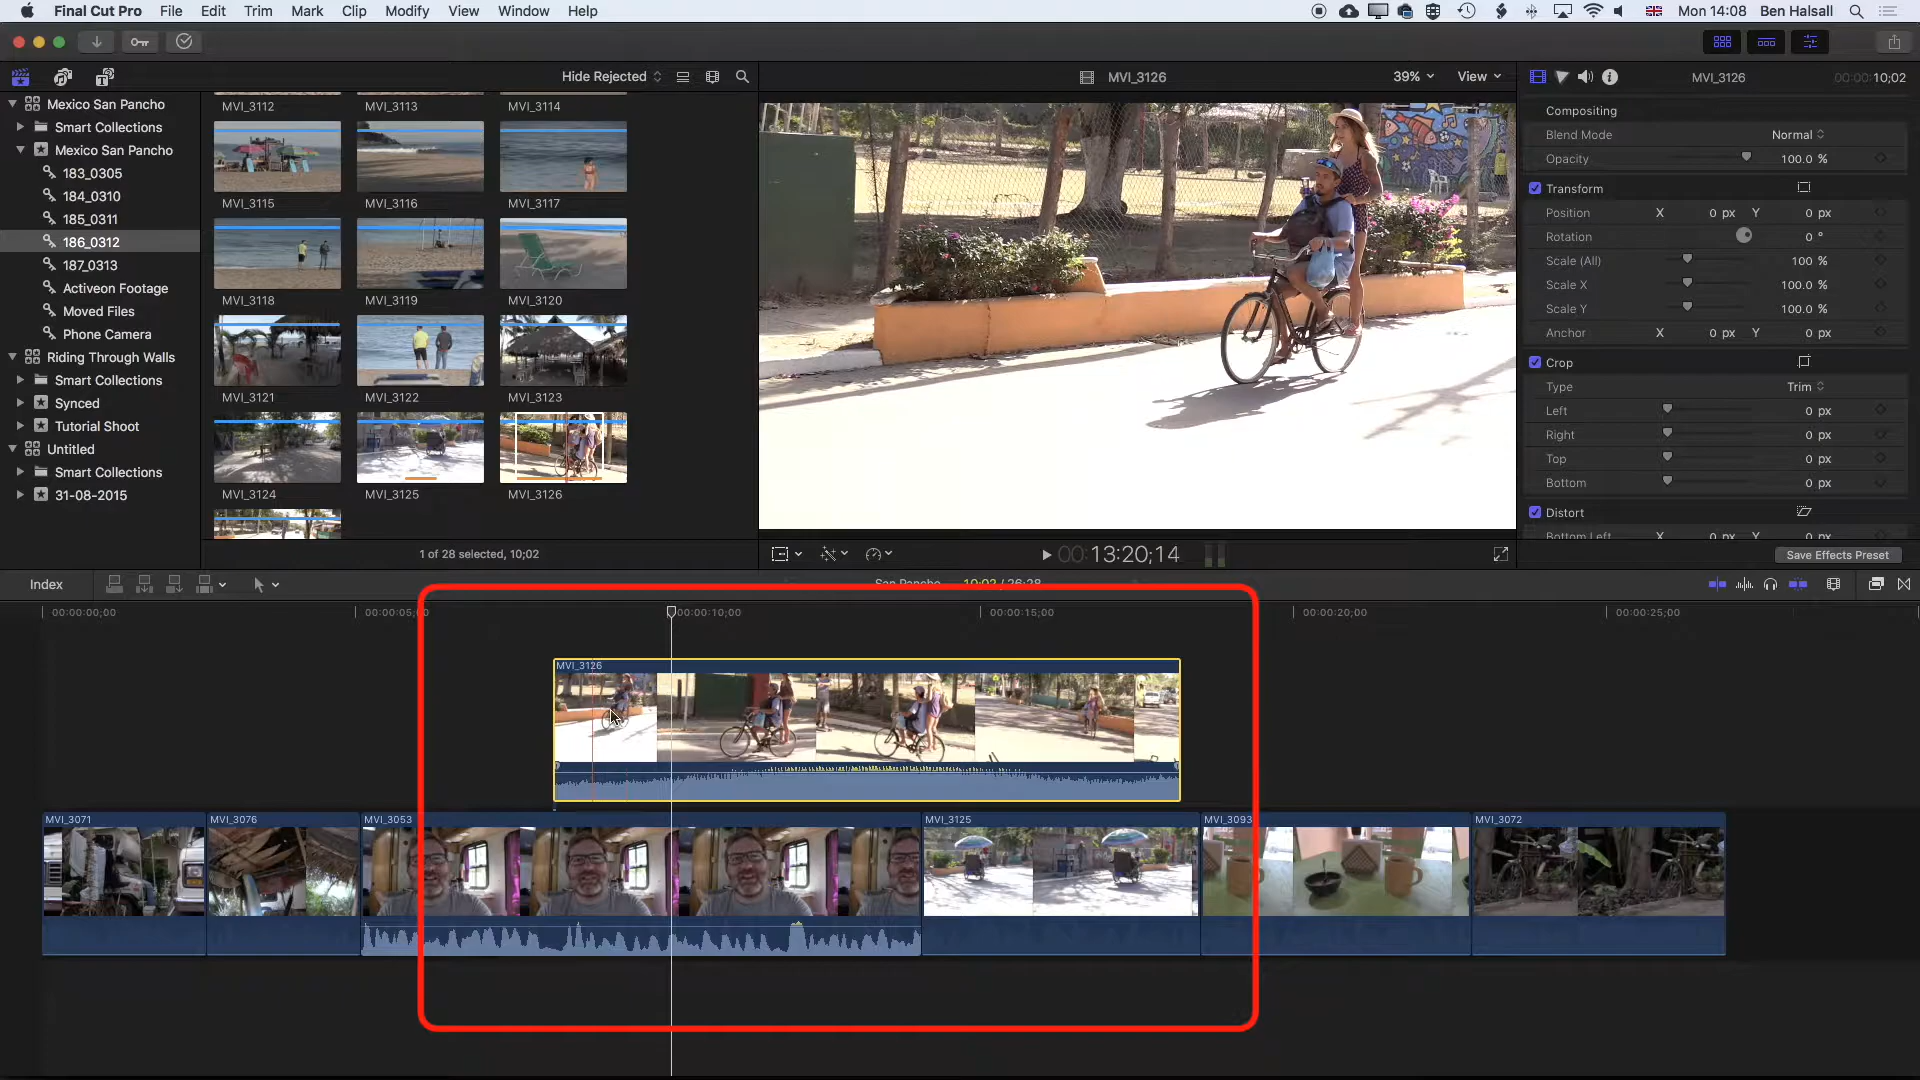 Final Cut Pro File Edit Trim Mark Clip Modify View Window Help Mon 14:08 Ben Halsall
Hide Rejected MVI_3126 39% View MVI_3126 00:00:10;02
Mexico San Pancho
Smart Collections
Mexico San Pancho
183_0305
184_0310
185_0311
186_0312
187_0313
Activeon Footage
Moved Files
Phone Camera
Riding Through Walls
Smart Collections
Synced
Tutorial Shoot
Untitled
Smart Collections
31-08-2015
MVI_3112 MVI_3113 MVI_3114
MVI_3115 MVI_3116 MVI_3117
MVI_3118 MVI_3119 MVI_3120
MVI_3121 MVI_3122 MVI_3123
MVI_3124 MVI_3125 MVI_3126
1 of 28 selected, 10;02
00:00:13:20;14
Compositing
Blend Mode Normal
Opacity 100.0 %
Transform
Position X 0 px Y 0 px
Rotation 0 °
Scale (All) 100 %
Scale X 100.0 %
Scale Y 100.0 %
Anchor X 0 px Y 0 px
Crop
Type Trim
Left 0 px
Right 0 px
Top 0 px
Bottom 0 px
Distort
Bottom Left X 0 px Y 0 px
Save Effects Preset
Index San Pancho 10:02 / 26:28
00:00:00;00 00:00:05;00 00:00:10;00 00:00:15;00 00:00:20;00 00:00:25;00
MVI_3126
MVI_3071 MVI_3076 MVI_3053 MVI_3125 MVI_3093 MVI_3072